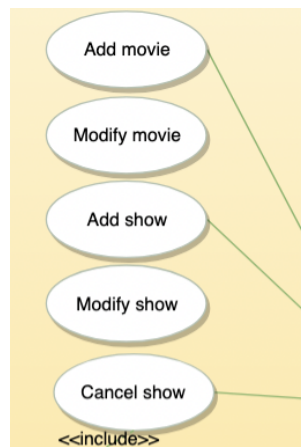 Add movie
Modify movie
Add show
Modify show
Cancel show
<<include>>